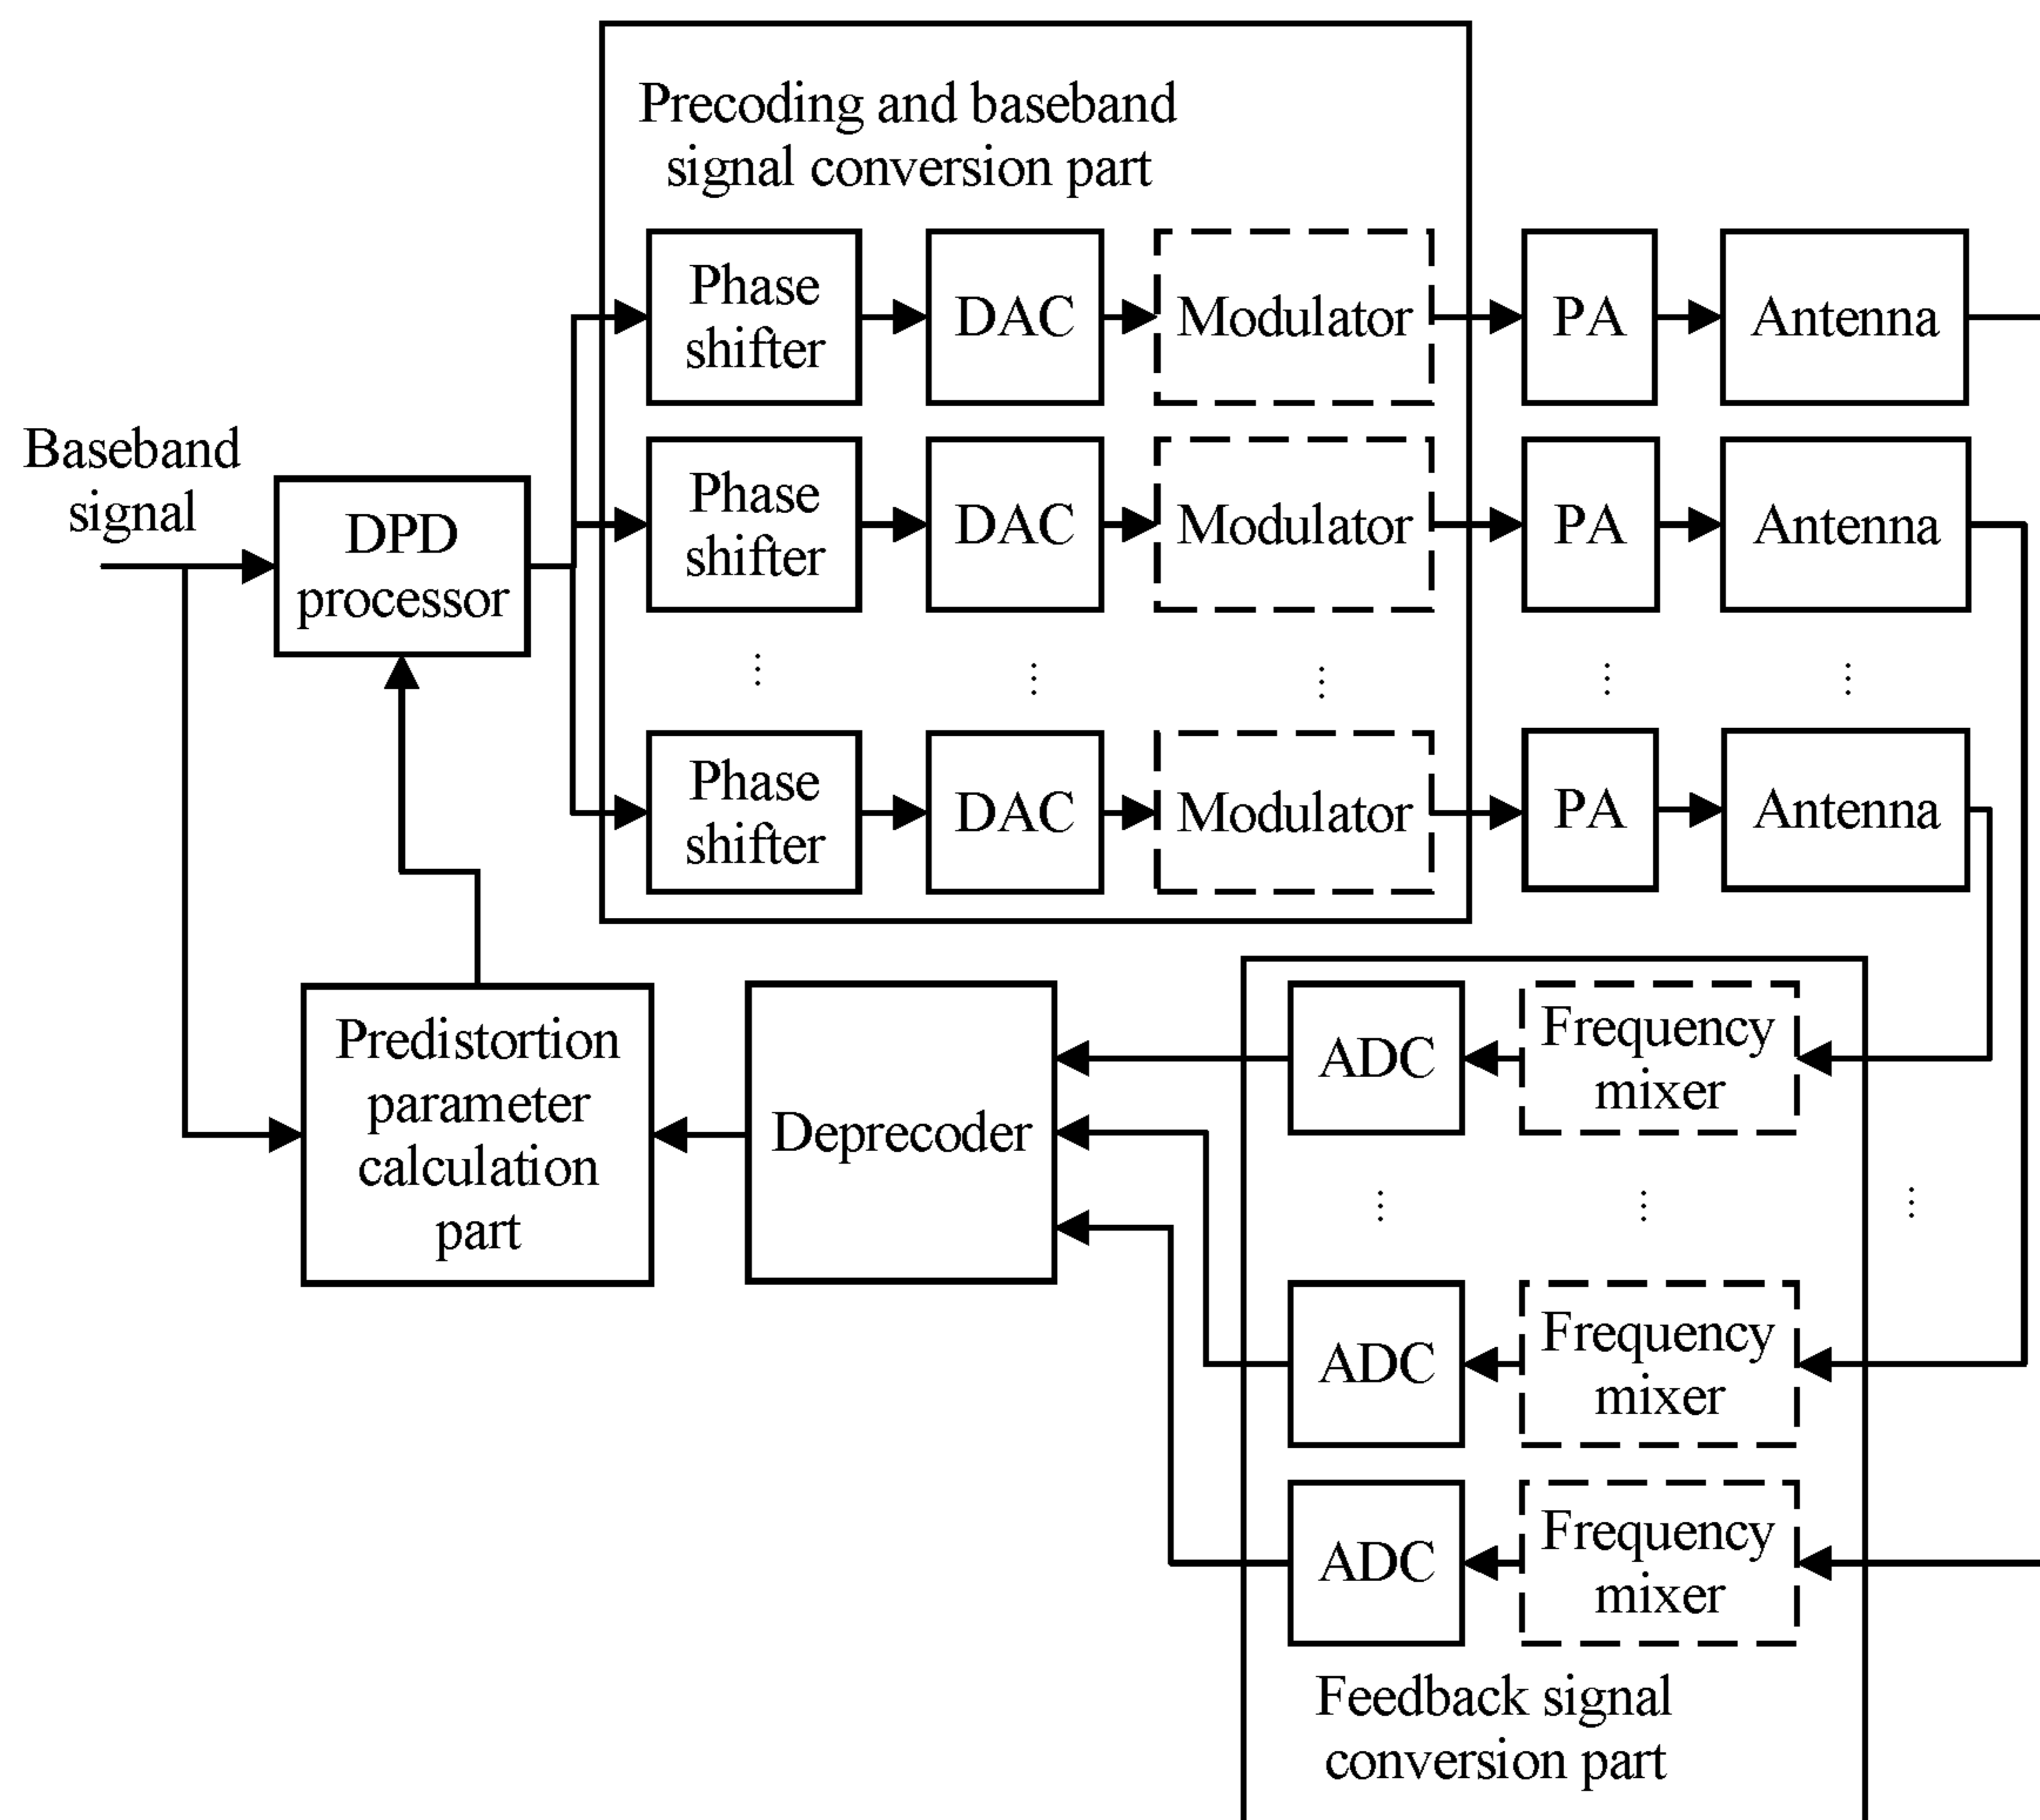 Precoding and baseband
signal conversion part
Phase
shifter
DAC
Modulator
PA
Antenna
Baseband
signal
DPD
processor
Phase
shifter
DAC
Modulator
PA
Antenna
Phase
shifter
DAC
Modulator
PA
Antenna
Predistortion
parameter
calculation
part
Deprecoder
ADC
Frequency
mixer
ADC
Frequency
mixer
ADC
Frequency
mixer
Feedback signal
conversion part